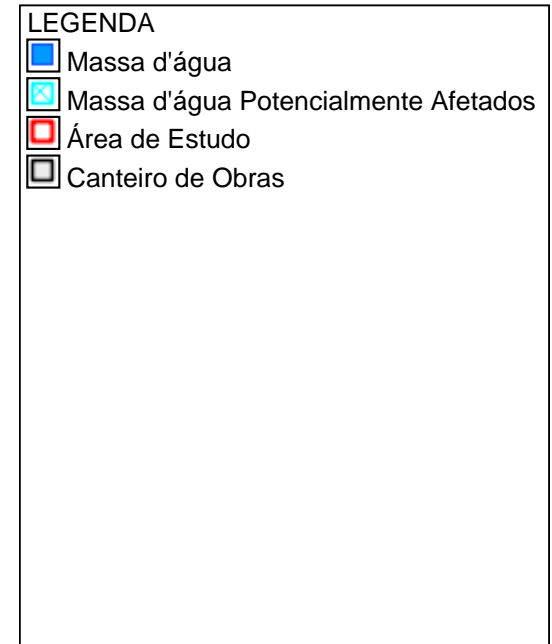 LEGENDA
Massa d'água
Massa d'água Potencialmente Afetados
Área de Estudo
Canteiro de Obras